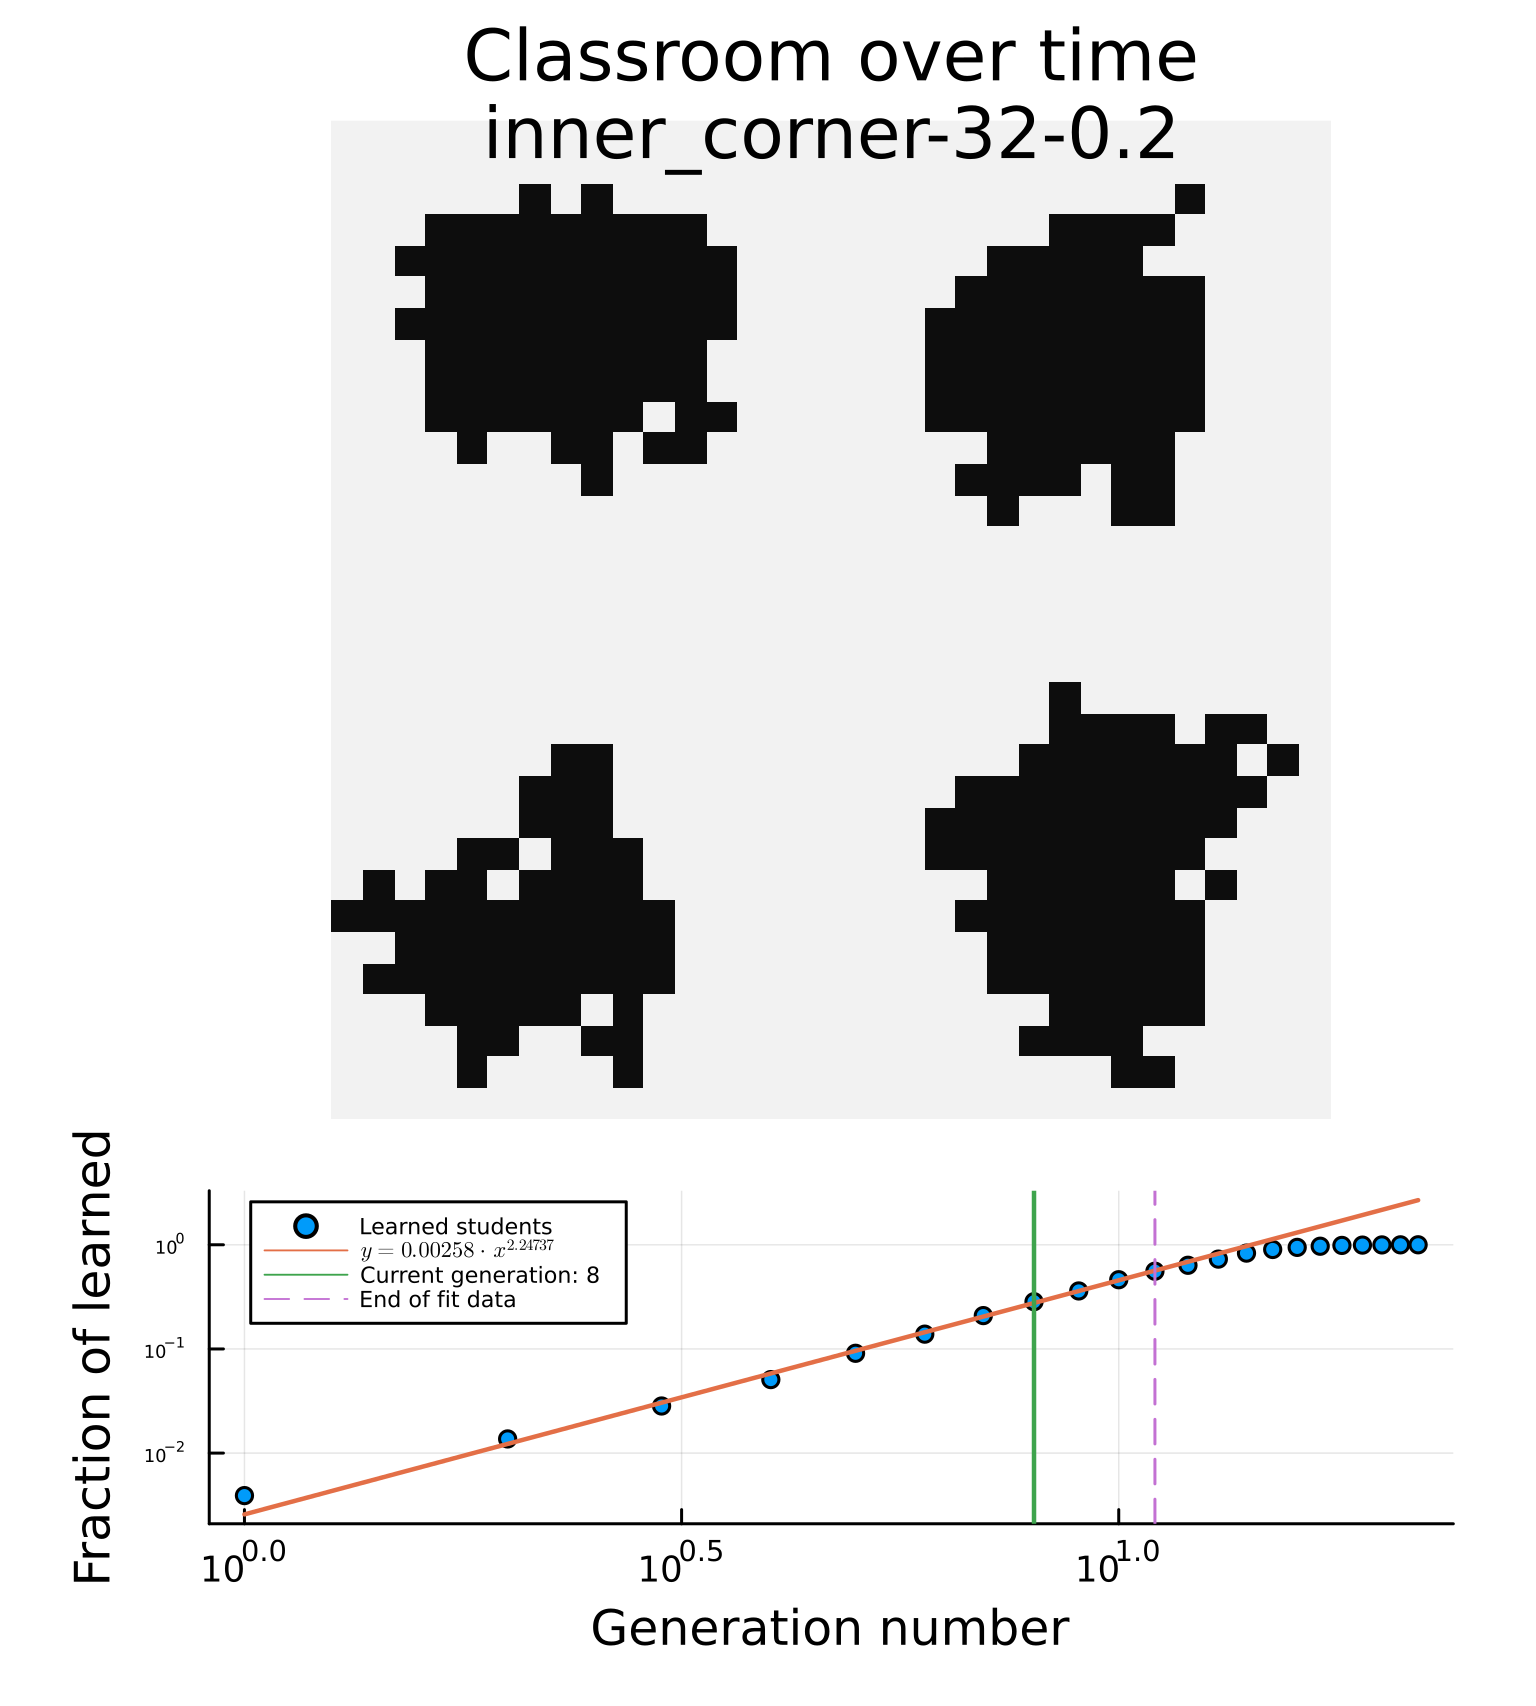 Classroom over time
inner_corner-32-0.2
Fraction of learned
10^0
10^−1
10^−2
Learned students
y = 0.00258 · x^2.24737
Current generation: 8
End of fit data
10^0.0
10^0.5
10^1.0
Generation number